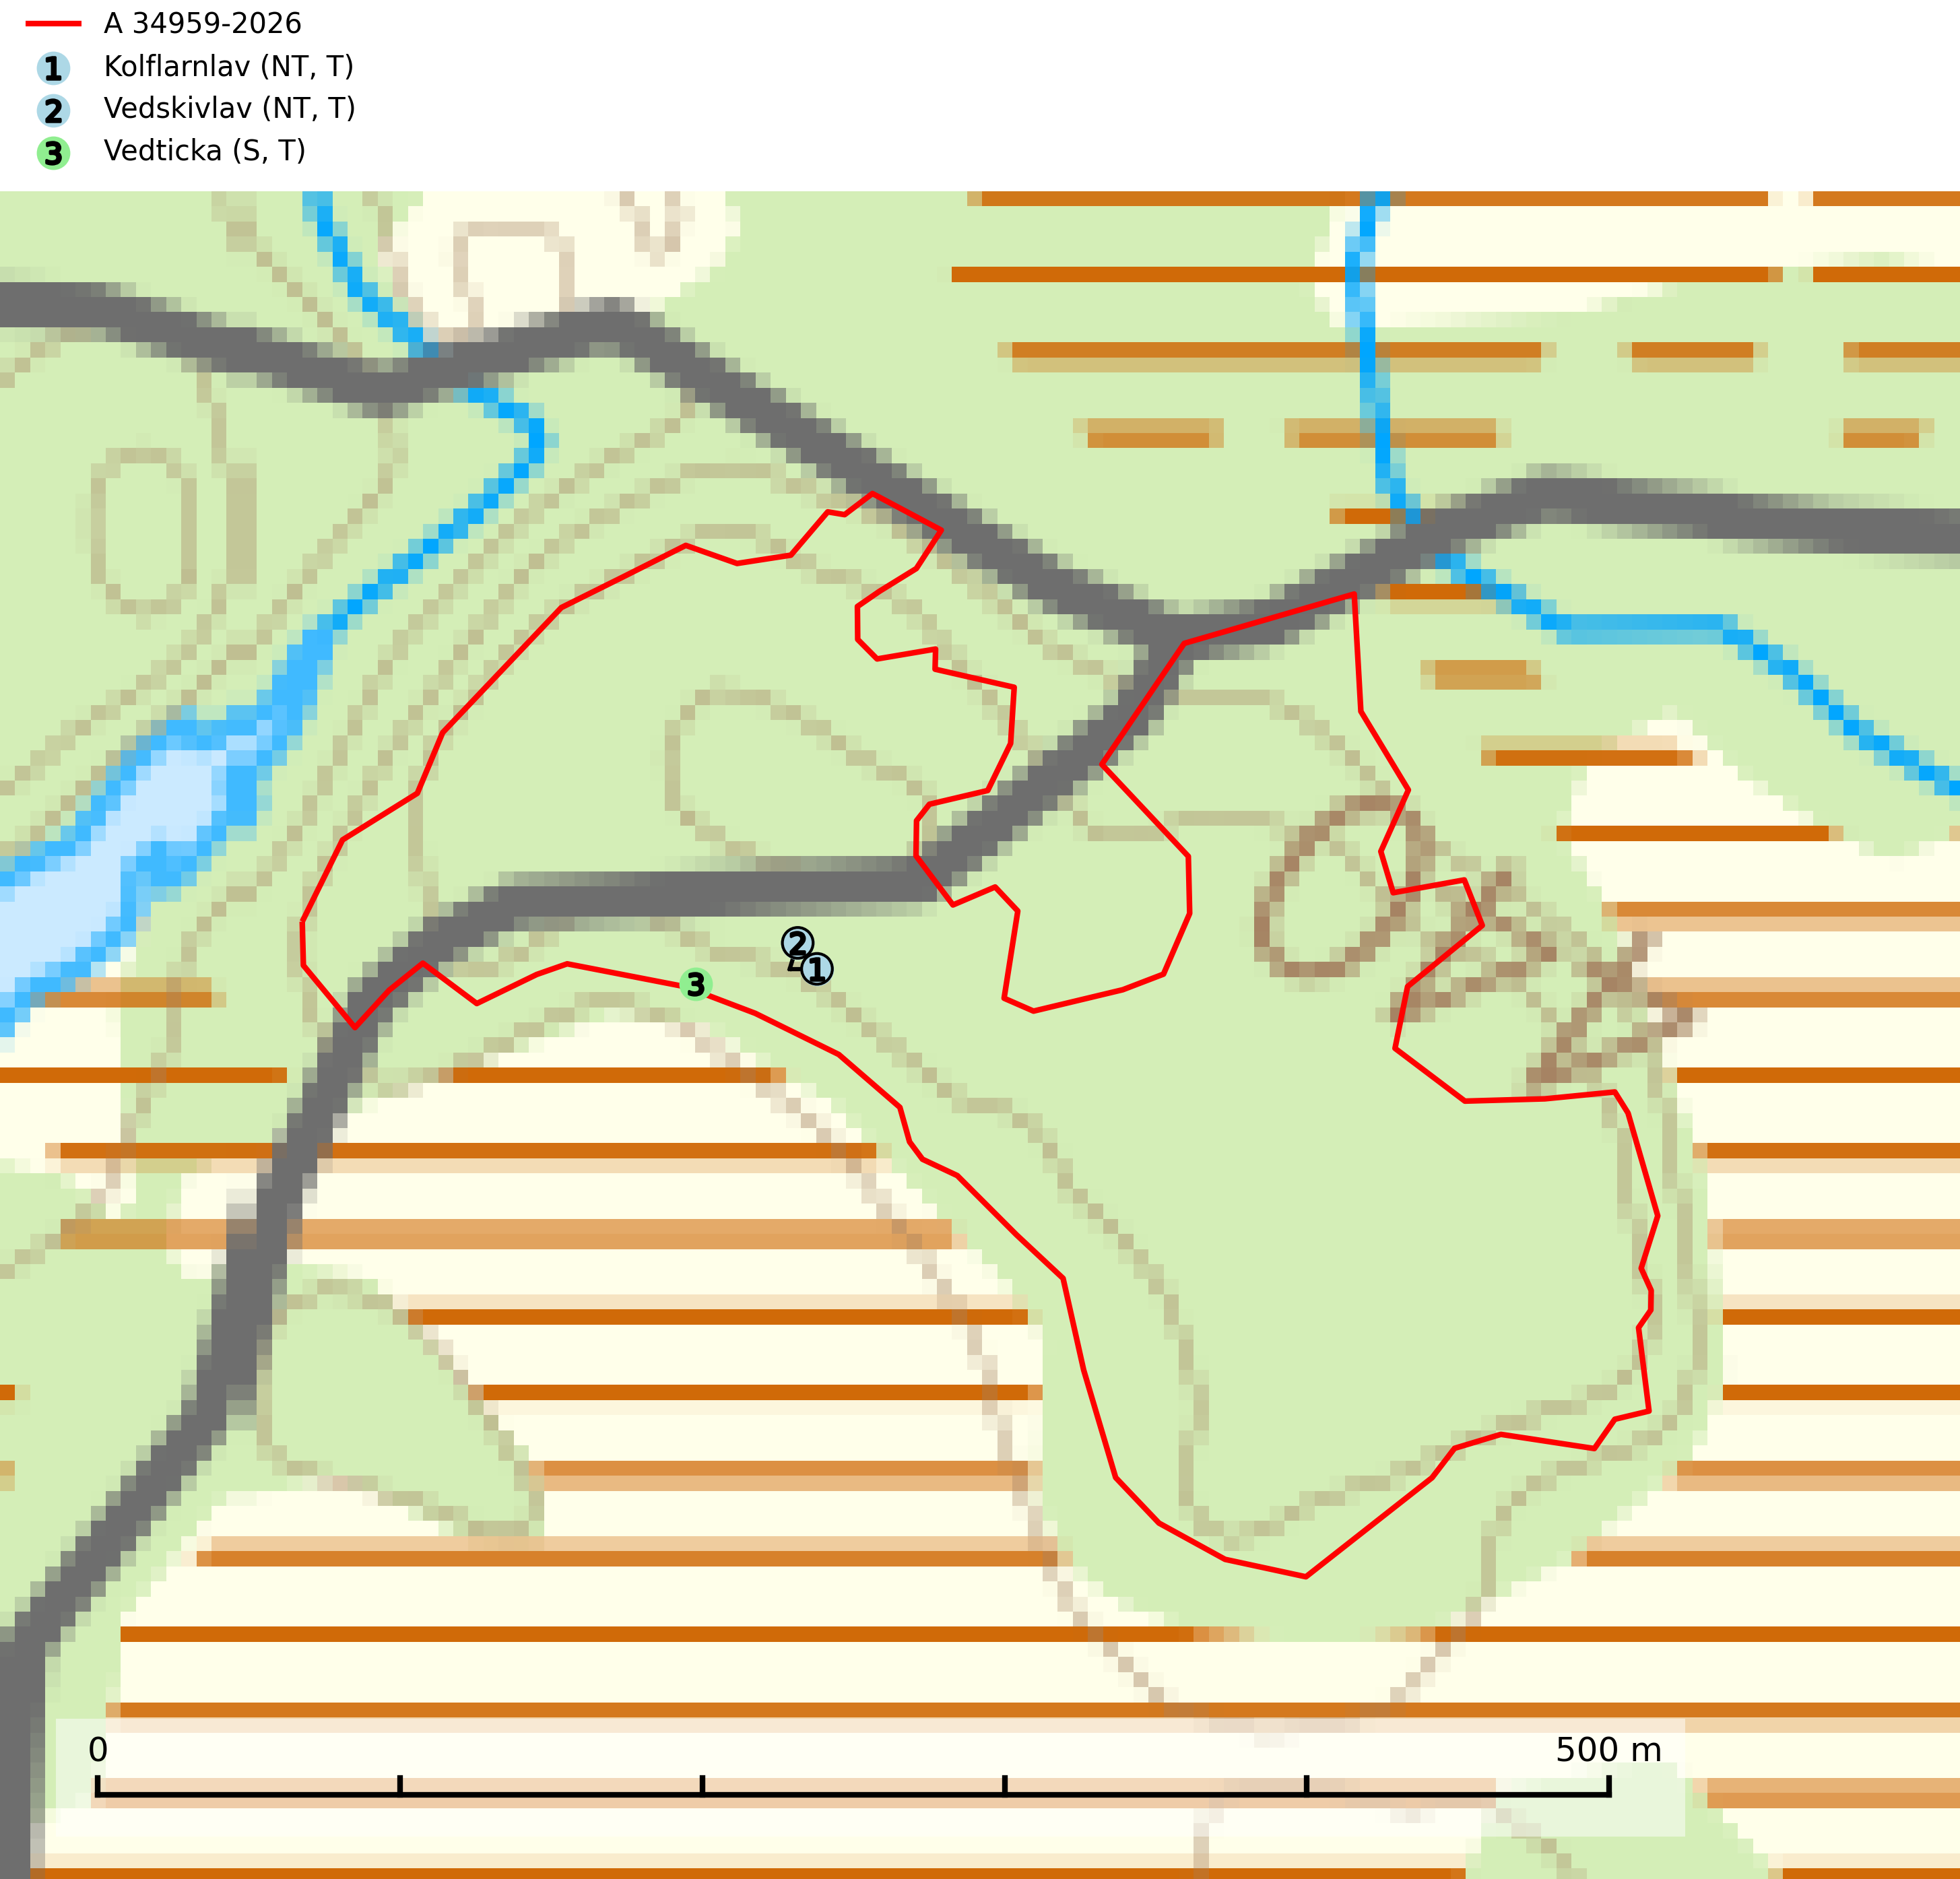 A 34959-2026
1 Kolflarnlav (NT, T)
2 Vedskivlav (NT, T)
3 Vedticka (S, T)
2
1
3
0 500 m